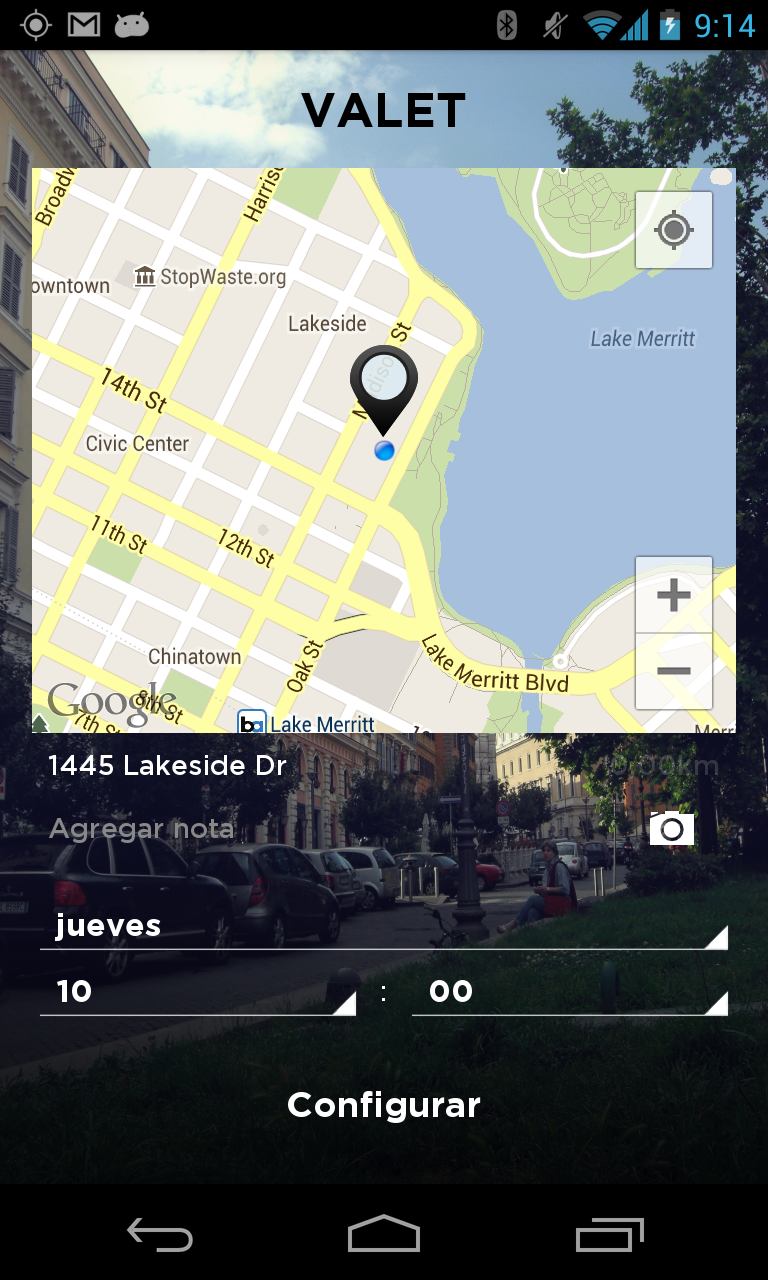 9:14
VALET
Broadw
Harris
StopWaste.org
owntown
Lakeside
Lake Merritt
Madison St
14th St
Civic Center
11th St
12th St
Chinatown
Oak St
Lake Merritt Blvd
Google
8th St
7th St
Lake Merritt
10
Merr
1445 Lakeside Dr
0.00km
Agregar nota
jueves
10 : 00
Configurar